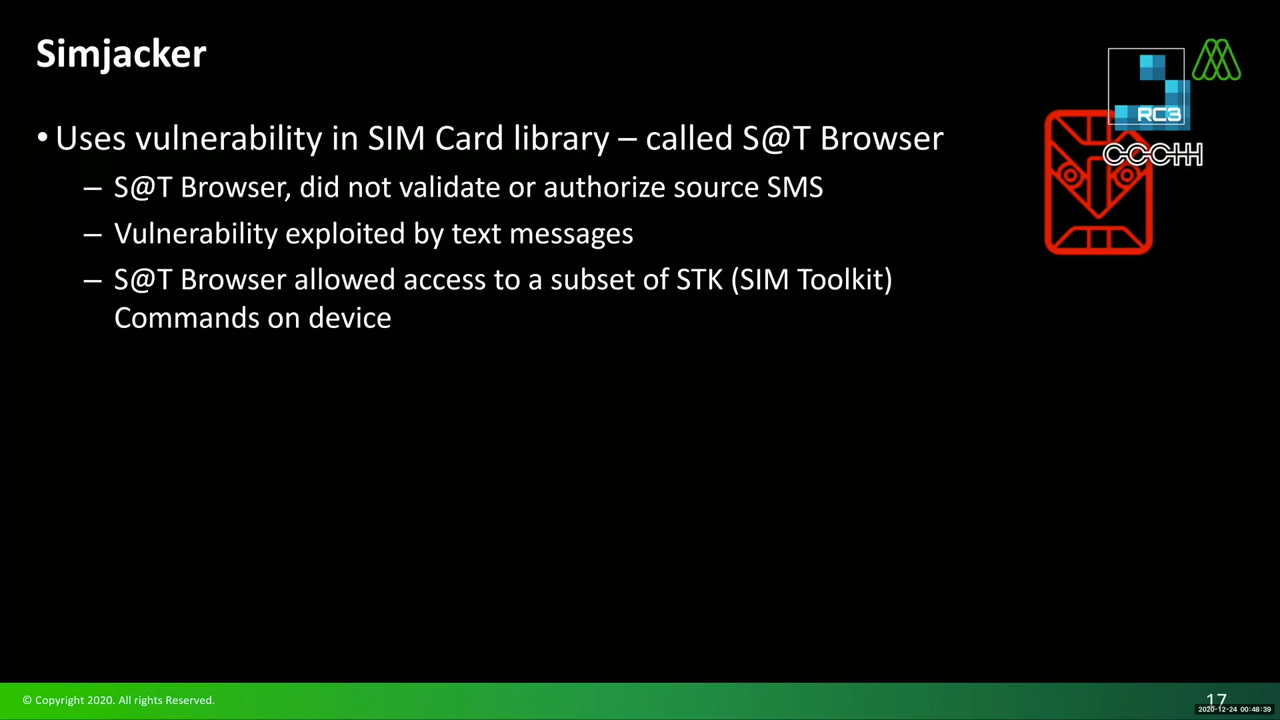 Simjacker
RC3
CCCHH
• Uses vulnerability in SIM Card library – called S@T Browser
– S@T Browser, did not validate or authorize source SMS
– Vulnerability exploited by text messages
– S@T Browser allowed access to a subset of STK (SIM Toolkit)
Commands on device
© Copyright 2020. All rights Reserved.
17
2020-12-24 00:48:39